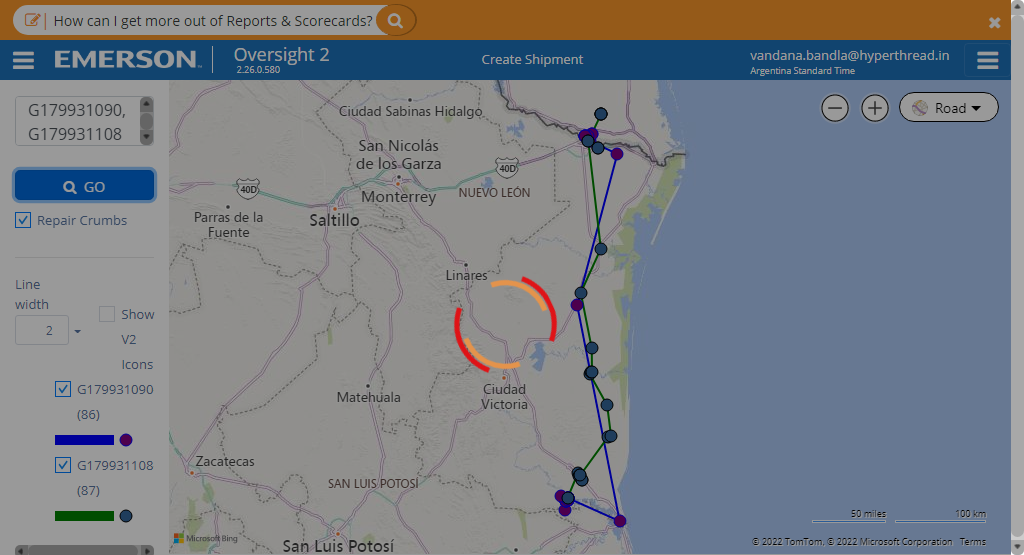 How can I get more out of Reports & Scorecards?
EMERSON
Oversight 2
2.26.0.580
Create Shipment
vandana.bandla@hyperthread.in
Argentina Standard Time
G179931090,
G179931108
GO
Repair Crumbs
Line
width
2
Show
V2
Icons
G179931090
(86)
G179931108
(87)
Road
Ciudad Sabinas Hidalgo
San Nicolás
de los Garza
40D
40D
NUEVO LEÓN
Monterrey
Parras de la
Fuente
Saltillo
Linares
Ciudad
Victoria
Matehuala
Zacatecas
SAN LUIS POTOSÍ
San Luis Potosí
Microsoft Bing
50 miles
100 km
© 2022 TomTom, © 2022 Microsoft Corporation Terms